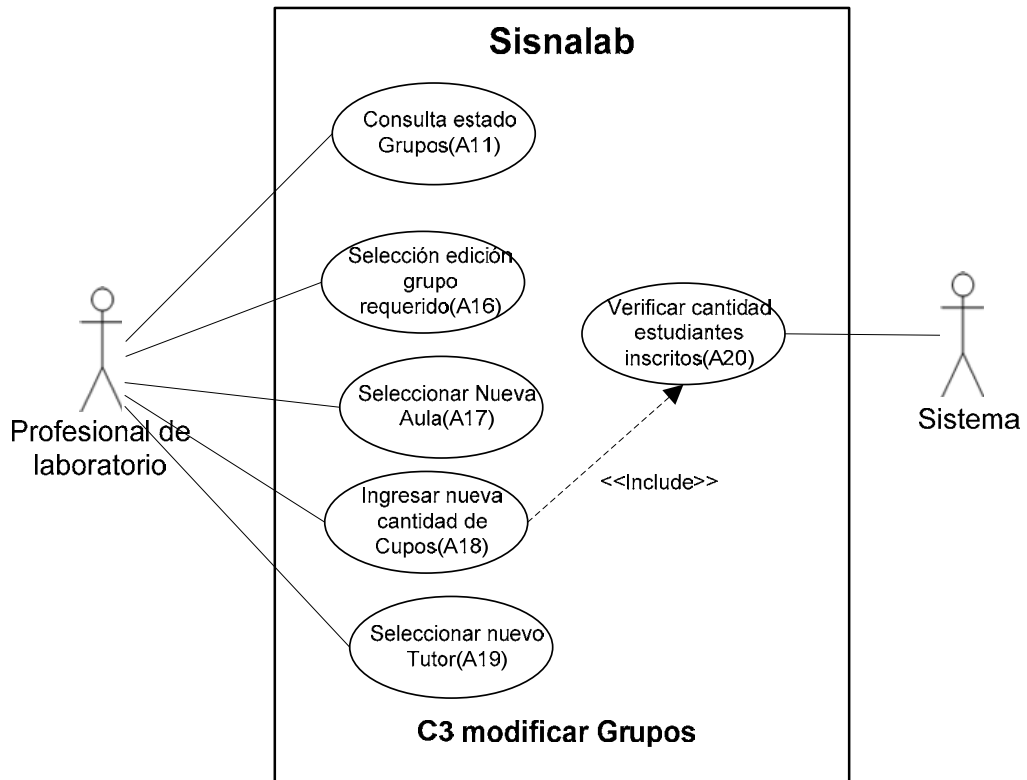 Sisnalab
Consulta estado
Grupos(A11)
Selección edición
grupo
requerido(A16)
Verificar cantidad
estudiantes
inscritos(A20)
Seleccionar Nueva
Aula(A17)
Profesional de
laboratorio
Sistema
<<Include>>
Ingresar nueva
cantidad de
Cupos(A18)
Seleccionar nuevo
Tutor(A19)
C3 modificar Grupos